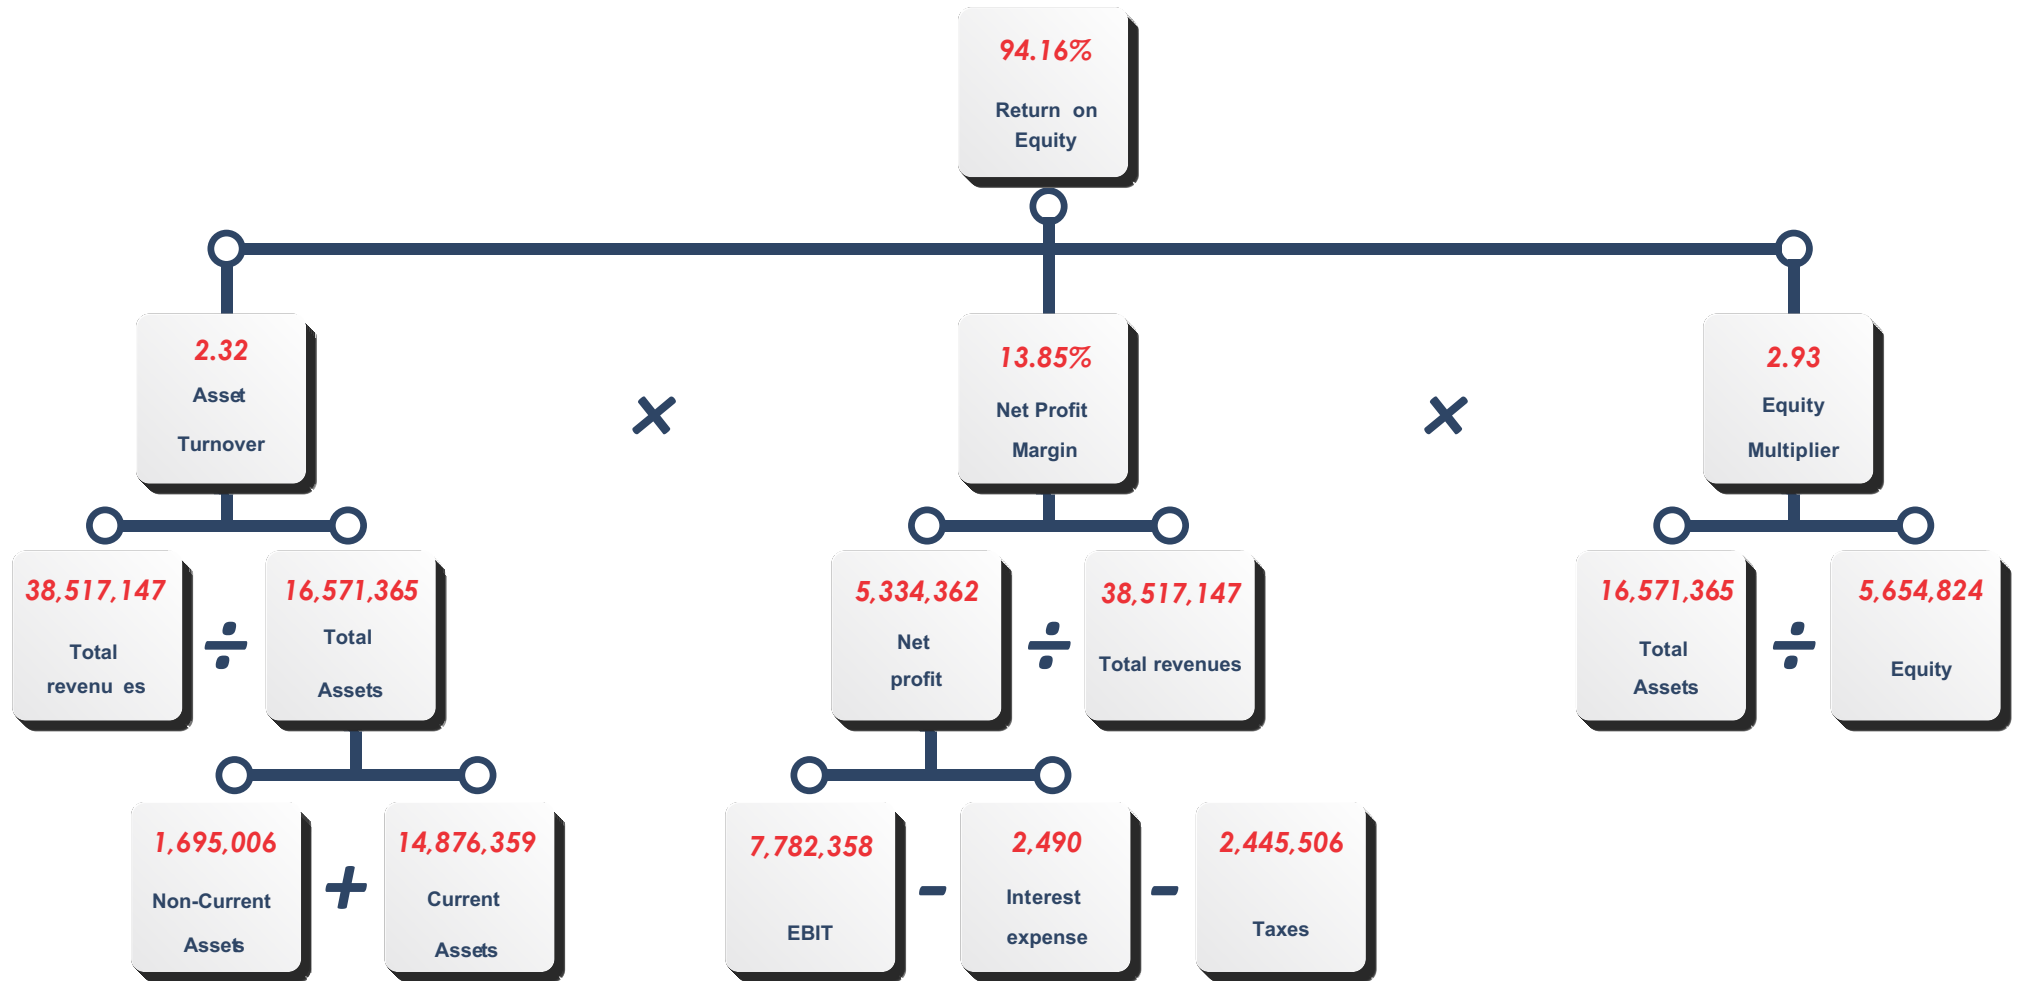 94.16%
Return on
Equity
2.32
Asset
Turnover
×
13.85%
Net Profit
Margin
×
2.93
Equity
Multiplier
38,517,147
Total
revenu es
÷
16,571,365
Total
Assets
5,334,362
Net
profit
÷
38,517,147
Total revenues
16,571,365
Total
Assets
÷
5,654,824
Equity
1,695,006
Non-Current
Assets
+
14,876,359
Current
Assets
7,782,358
EBIT
-
2,490
Interest
expense
-
2,445,506
Taxes